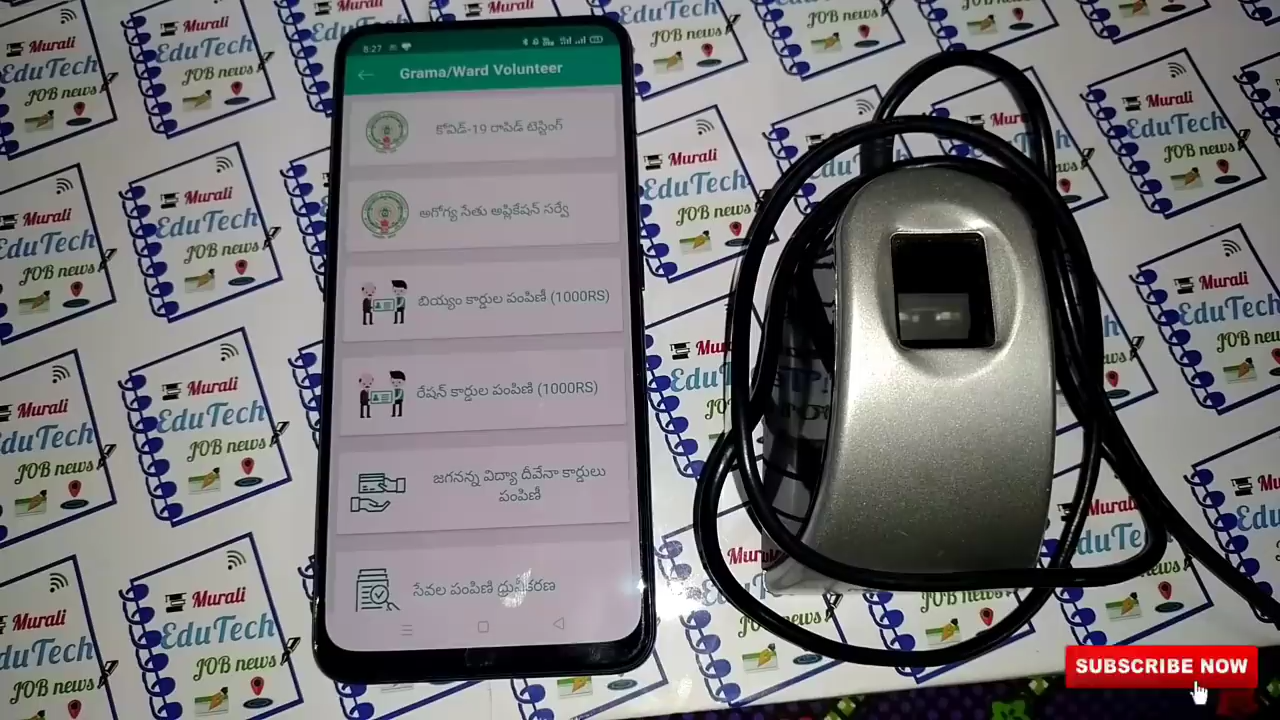 8:27
Grama/Ward Volunteer
కోవిడ్-19 రాపిడ్ టెస్టింగ్
అగోగ్య సేతు అప్లికేషన్ సర్వే
బియ్యం కార్డుల పంపిణీ (1000RS)
రేషన్ కార్డుల పంపిణీ (1000RS)
జగనన్న విద్యా దీవేనా కార్డులు
పంపిణీ
సేవల పంపిణీ ధ్రువీకరణ
Murali
EduTech
JOB news
SUBSCRIBE NOW